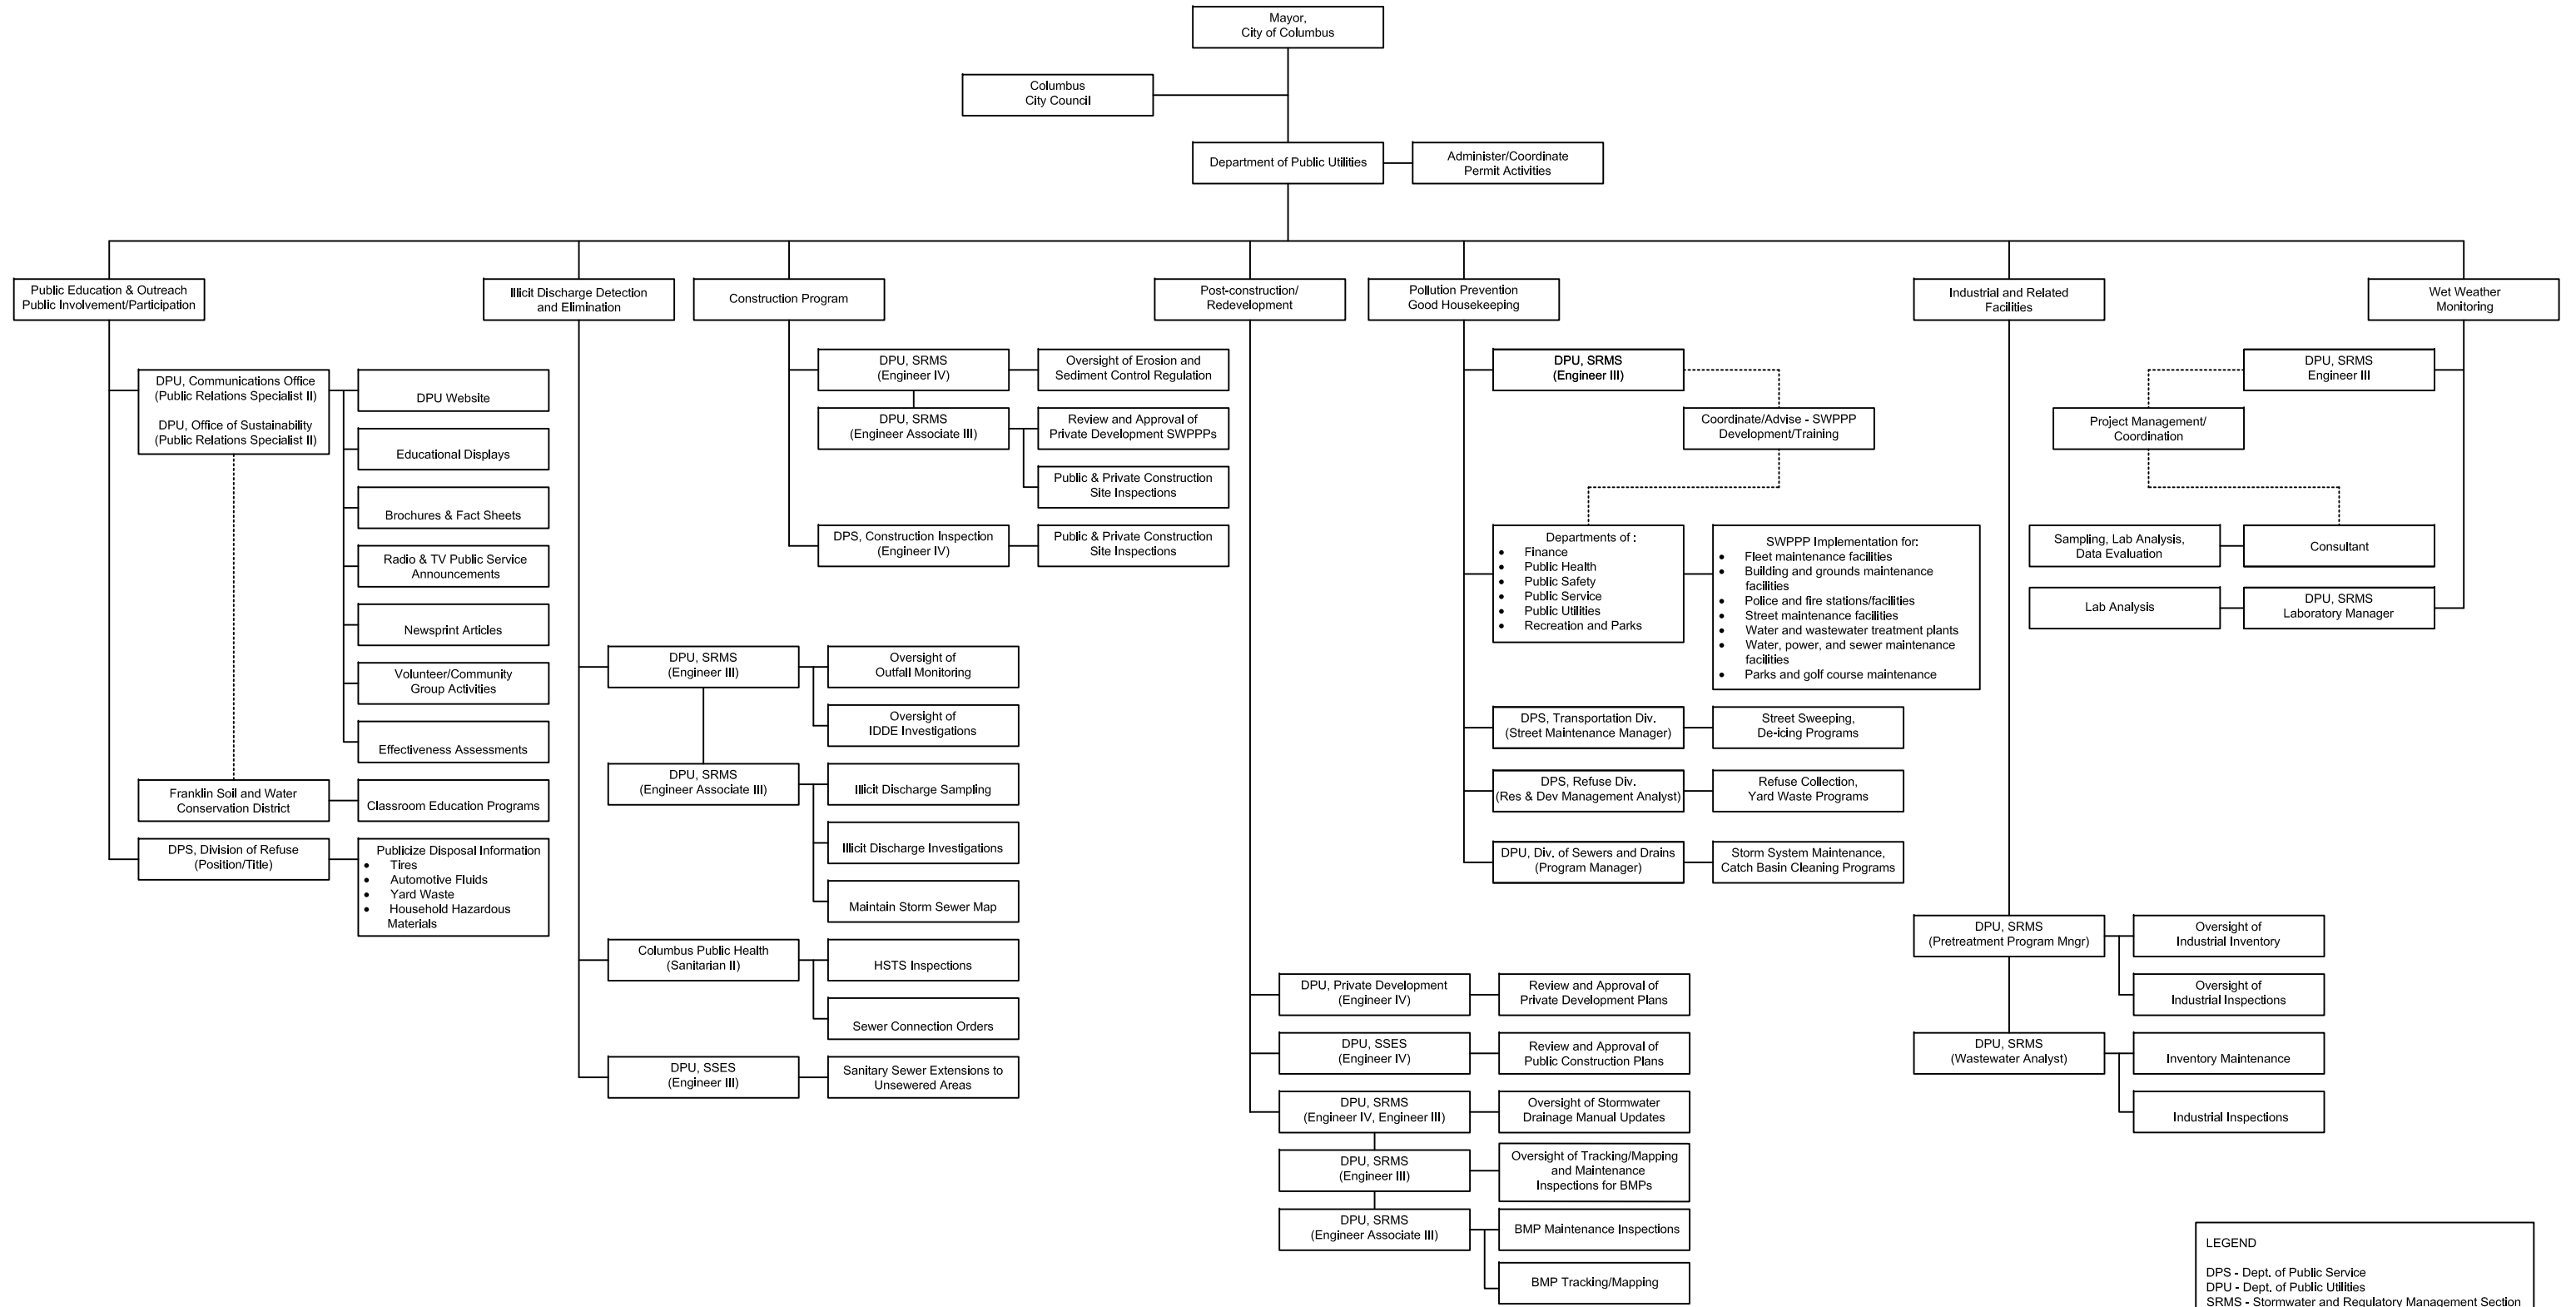 Mayor,
City of Columbus
Columbus
City Council
Department of Public Utilities
Administer/Coordinate
Permit Activities
Public Education & Outreach
Public Involvement/Participation
Illicit Discharge Detection
and Elimination
Construction Program
Post-construction/
Redevelopment
Pollution Prevention
Good Housekeeping
Industrial and Related
Facilities
Wet Weather
Monitoring
DPU, Communications Office
(Public Relations Specialist II)
DPU, Office of Sustainability
(Public Relations Specialist II)
DPU Website
Educational Displays
Brochures & Fact Sheets
Radio & TV Public Service
Announcements
Newsprint Articles
Volunteer/Community
Group Activities
Effectiveness Assessments
Franklin Soil and Water
Conservation District
Classroom Education Programs
DPS, Division of Refuse
(Position/Title)
Publicize Disposal Information
• Tires
• Automotive Fluids
• Yard Waste
• Household Hazardous
Materials
DPU, SRMS
(Engineer III)
Oversight of
Outfall Monitoring
Oversight of
IDDE Investigations
DPU, SRMS
(Engineer Associate III)
Illicit Discharge Sampling
Illicit Discharge Investigations
Maintain Storm Sewer Map
Columbus Public Health
(Sanitarian II)
HSTS Inspections
Sewer Connection Orders
DPU, SSES
(Engineer III)
Sanitary Sewer Extensions to
Unsewered Areas
DPU, SRMS
(Engineer IV)
Oversight of Erosion and
Sediment Control Regulation
DPU, SRMS
(Engineer Associate III)
Review and Approval of
Private Development SWPPPs
Public & Private Construction
Site Inspections
DPS, Construction Inspection
(Engineer IV)
Public & Private Construction
Site Inspections
DPU, Private Development
(Engineer IV)
Review and Approval of
Private Development Plans
DPU, SSES
(Engineer IV)
Review and Approval of
Public Construction Plans
DPU, SRMS
(Engineer IV, Engineer III)
Oversight of Stormwater
Drainage Manual Updates
DPU, SRMS
(Engineer III)
Oversight of Tracking/Mapping
and Maintenance
Inspections for BMPs
DPU, SRMS
(Engineer Associate III)
BMP Maintenance Inspections
BMP Tracking/Mapping
DPU, SRMS
(Engineer III)
Coordinate/Advise - SWPPP
Development/Training
Departments of :
• Finance
• Public Health
• Public Safety
• Public Service
• Public Utilities
• Recreation and Parks
SWPPP Implementation for:
• Fleet maintenance facilities
• Building and grounds maintenance
facilities
• Police and fire stations/facilities
• Street maintenance facilities
• Water and wastewater treatment plants
• Water, power, and sewer maintenance
facilities
• Parks and golf course maintenance
DPS, Transportation Div.
(Street Maintenance Manager)
Street Sweeping,
De-icing Programs
DPS, Refuse Div.
(Res & Dev Management Analyst)
Refuse Collection,
Yard Waste Programs
DPU, Div. of Sewers and Drains
(Program Manager)
Storm System Maintenance,
Catch Basin Cleaning Programs
DPU, SRMS
(Pretreatment Program Mngr)
Oversight of
Industrial Inventory
Oversight of
Industrial Inspections
DPU, SRMS
(Wastewater Analyst)
Inventory Maintenance
Industrial Inspections
DPU, SRMS
Engineer III
Project Management/
Coordination
Sampling, Lab Analysis,
Data Evaluation
Consultant
Lab Analysis
DPU, SRMS
Laboratory Manager
LEGEND
DPS - Dept. of Public Service
DPU - Dept. of Public Utilities
SRMS - Stormwater and Regulatory Management Section